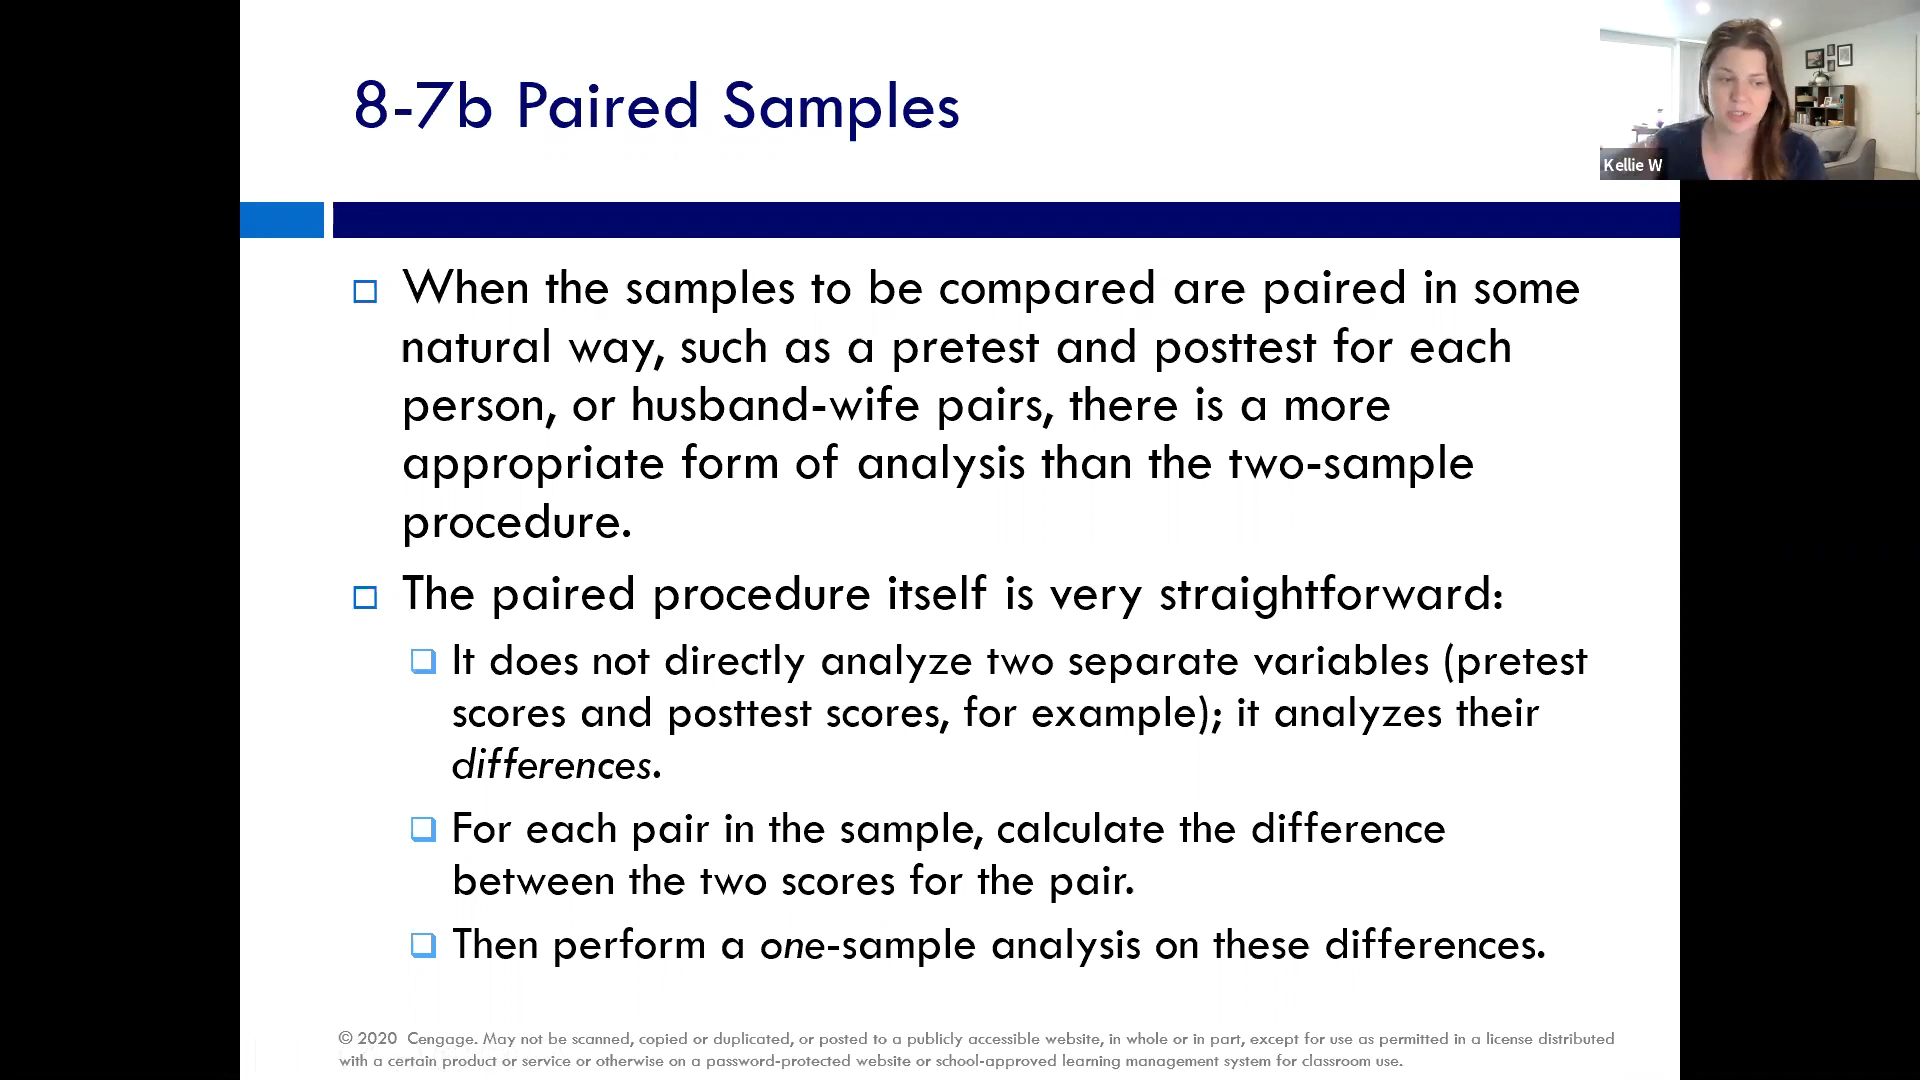 8-7b Paired Samples
Kellie W
When the samples to be compared are paired in some
natural way, such as a pretest and posttest for each
person, or husband-wife pairs, there is a more
appropriate form of analysis than the two-sample
procedure.
The paired procedure itself is very straightforward:
It does not directly analyze two separate variables (pretest
scores and posttest scores, for example); it analyzes their
differences.
For each pair in the sample, calculate the difference
between the two scores for the pair.
Then perform a one-sample analysis on these differences.
© 2020 Cengage. May not be scanned, copied or duplicated, or posted to a publicly accessible website, in whole or in part, except for use as permitted in a license distributed
with a certain product or service or otherwise on a password-protected website or school-approved learning management system for classroom use.